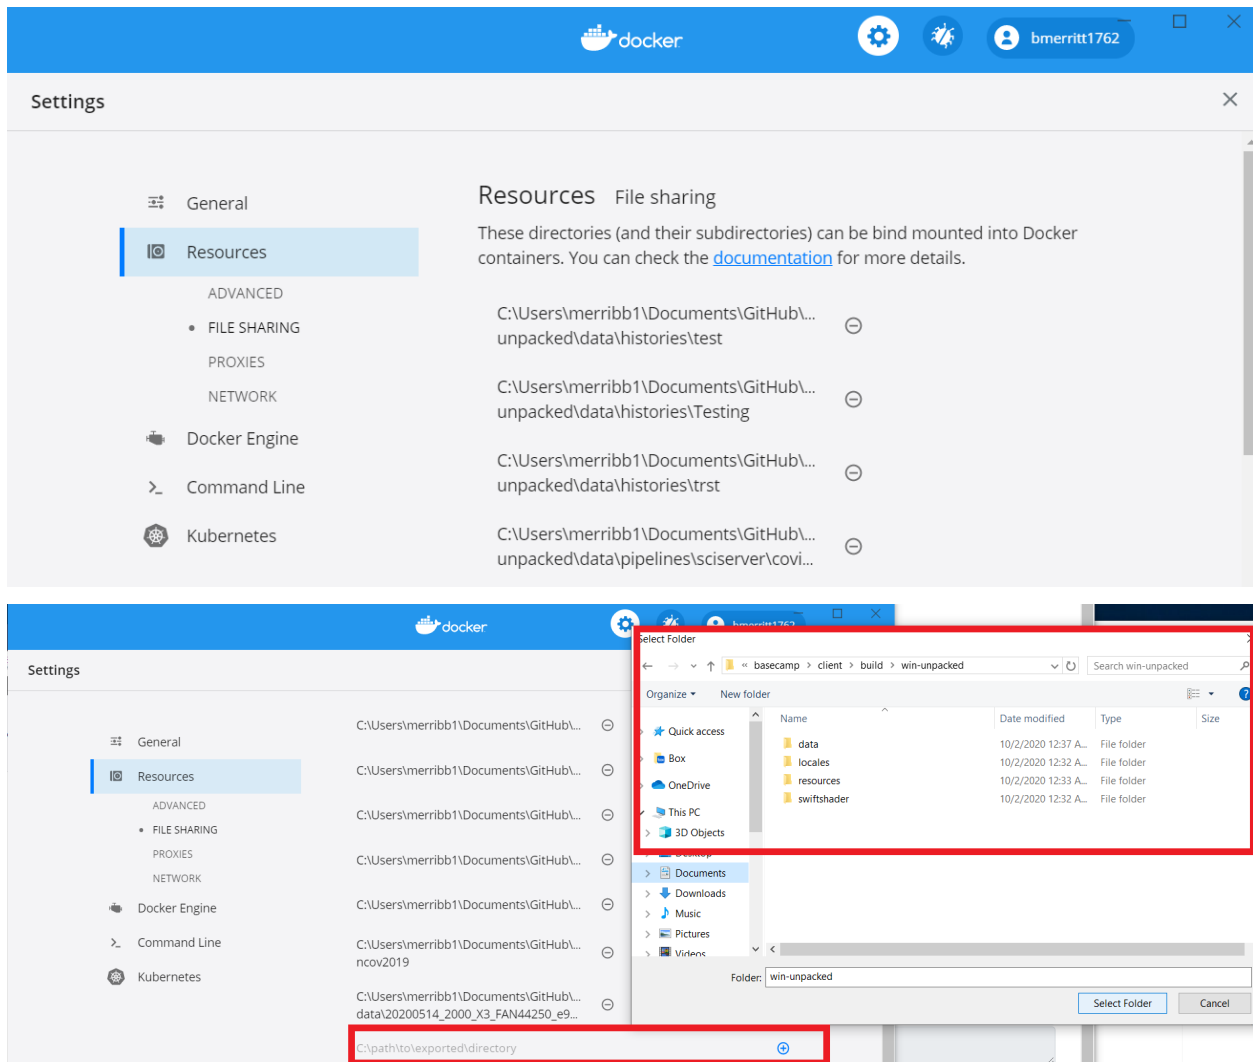 docker
bmerritt1762
Settings
General
Resources
ADVANCED
FILE SHARING
PROXIES
NETWORK
Docker Engine
Command Line
Kubernetes
Resources File sharing
These directories (and their subdirectories) can be bind mounted into Docker
containers. You can check the documentation for more details.
C:\Users\merribb1\Documents\GitHub\...
unpacked\data\histories\test
C:\Users\merribb1\Documents\GitHub\...
unpacked\data\histories\Testing
C:\Users\merribb1\Documents\GitHub\...
unpacked\data\histories\trst
C:\Users\merribb1\Documents\GitHub\...
unpacked\data\pipelines\sciserver\covi...
docker
bmerritt1762
Settings
General
Resources
ADVANCED
FILE SHARING
PROXIES
NETWORK
Docker Engine
Command Line
Kubernetes
C:\Users\merribb1\Documents\GitHub\...
C:\Users\merribb1\Documents\GitHub\...
C:\Users\merribb1\Documents\GitHub\...
C:\Users\merribb1\Documents\GitHub\...
C:\Users\merribb1\Documents\GitHub\...
C:\Users\merribb1\Documents\GitHub\...
ncov2019
C:\Users\merribb1\Documents\GitHub\...
data\20200514_2000_X3_FAN44250_e9...
C:\path\to\exported\directory
Select Folder
« basecamp > client > build > win-unpacked
Search win-unpacked
Organize
New folder
Quick access
Box
OneDrive
This PC
3D Objects
Desktop
Documents
Downloads
Music
Pictures
Videos
Name Date modified Type Size
data 10/2/2020 12:37 A... File folder
locales 10/2/2020 12:32 A... File folder
resources 10/2/2020 12:33 A... File folder
swiftshader 10/2/2020 12:32 A... File folder
Folder: win-unpacked
Select Folder
Cancel